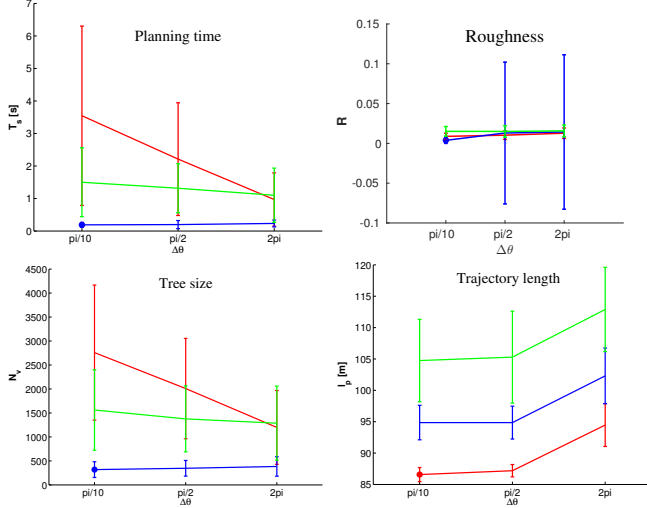 Planning time
7
6
5
4
3
2
1
0
T_s [s]
pi/10 pi/2 2pi
Δθ
Roughness
0.15
0.1
0.05
0
-0.05
-0.1
R
pi/10 pi/2 2pi
Δθ
Tree size
4500
4000
3500
3000
2500
2000
1500
1000
500
0
N_v
pi/10 pi/2 2pi
Δθ
Trajectory length
120
115
110
105
100
95
90
85
l_p [m]
pi/10 pi/2 2pi
Δθ